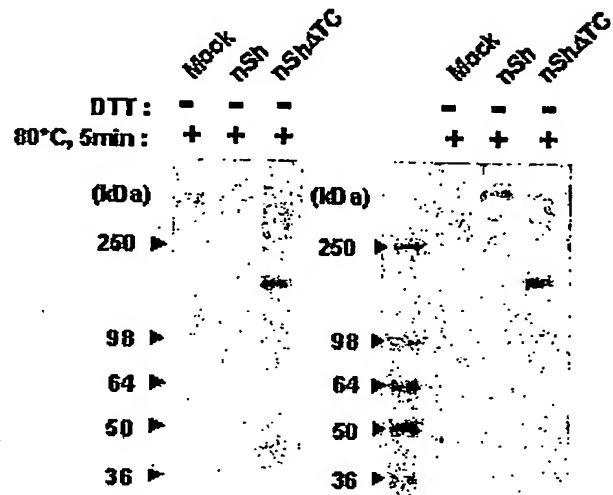 Mock nSh nShΔTC Mock nSh nShΔTC
DTT : - - - - - -
80°C, 5min : + + + + + +
(kDa) (kDa)
250 250
98 98
64 64
50 50
36 36